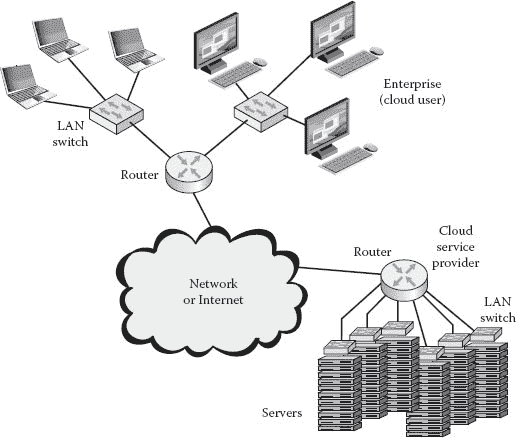 Enterprise
(cloud user)
LAN
switch
Router
Network
or Internet
Router
Cloud
service
provider
LAN
switch
Servers